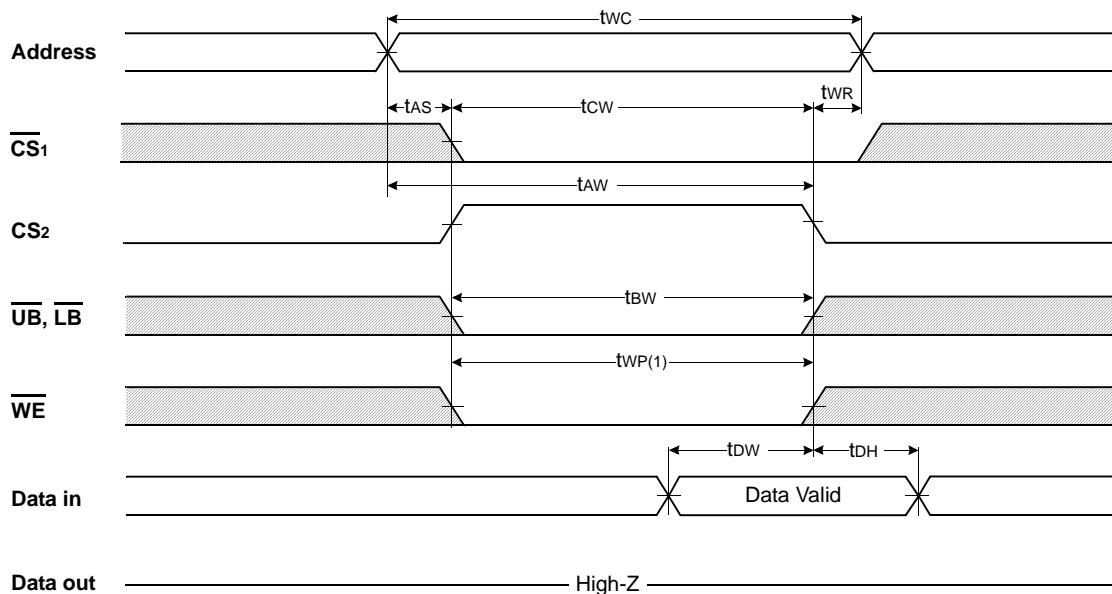 tWC
Address
tAS
tCW
tWR
CS1
tAW
CS2
tBW
UB, LB
tWP(1)
WE
tDW
tDH
Data in
Data Valid
Data out
High-Z